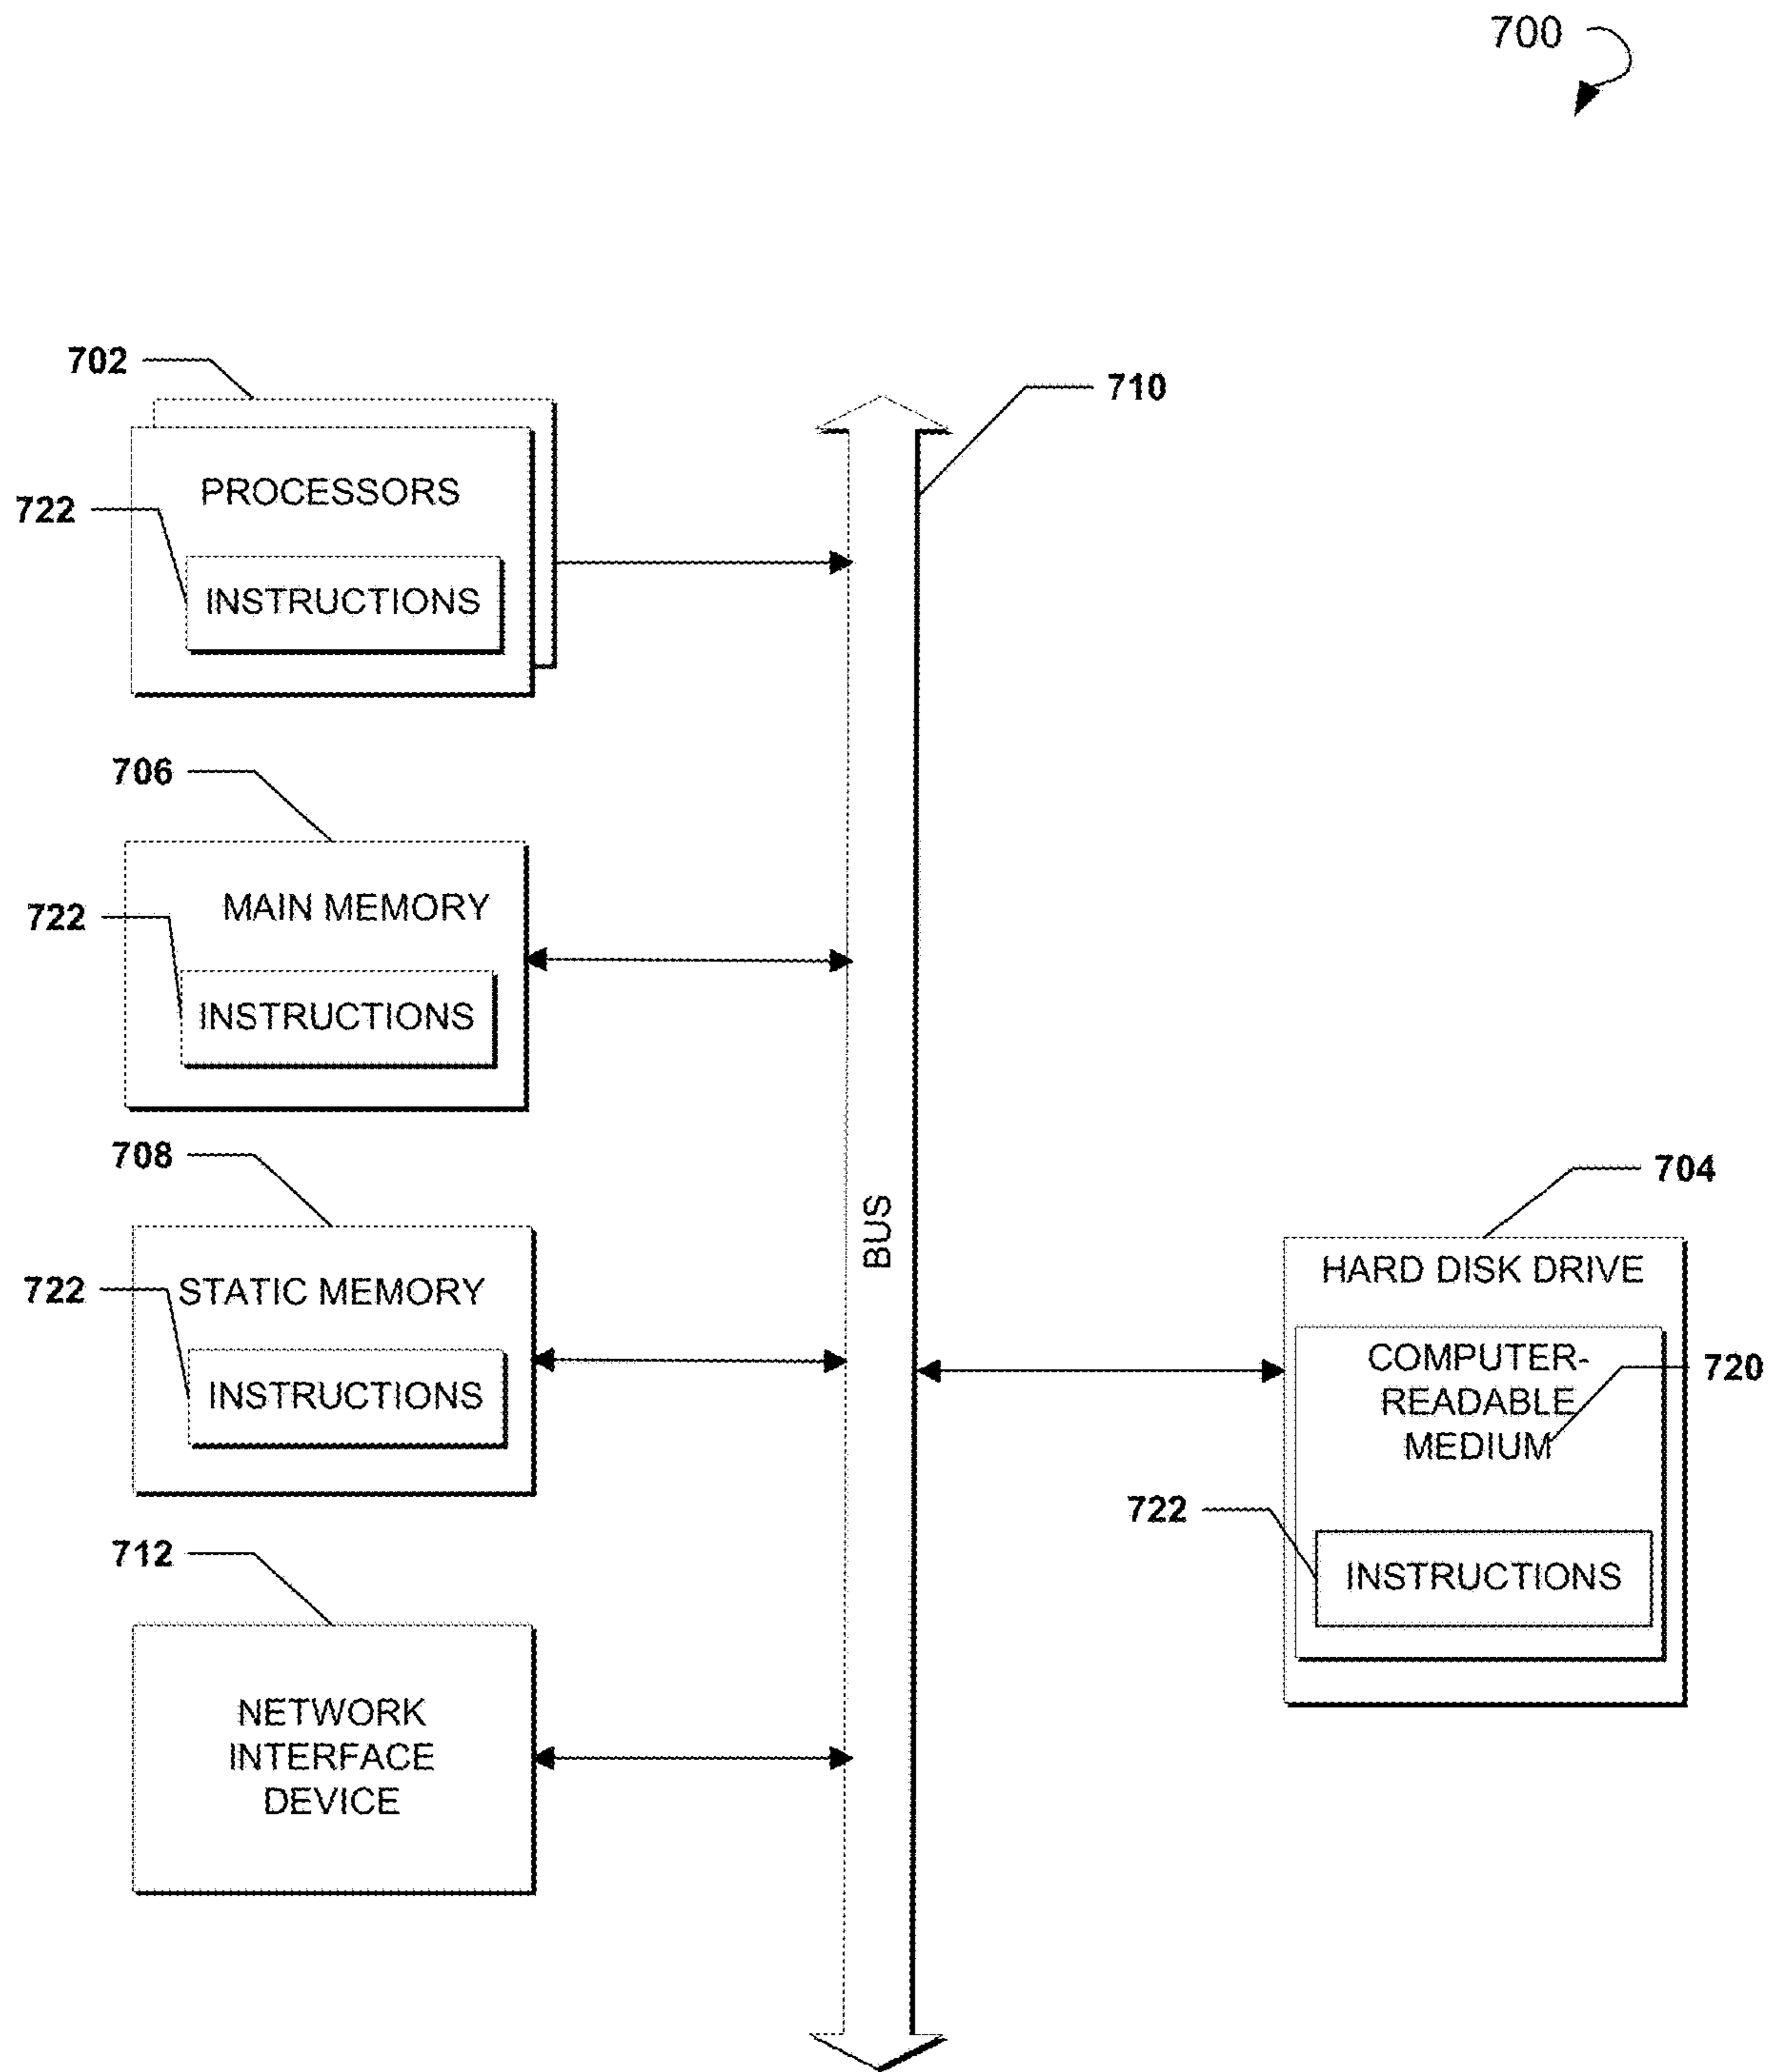 700
702
710
PROCESSORS
722
INSTRUCTIONS
706
MAIN MEMORY
722
INSTRUCTIONS
708
704
BUS
HARD DISK DRIVE
STATIC MEMORY
722
INSTRUCTIONS
COMPUTER-
READABLE
MEDIUM
720
722
INSTRUCTIONS
712
NETWORK
INTERFACE
DEVICE